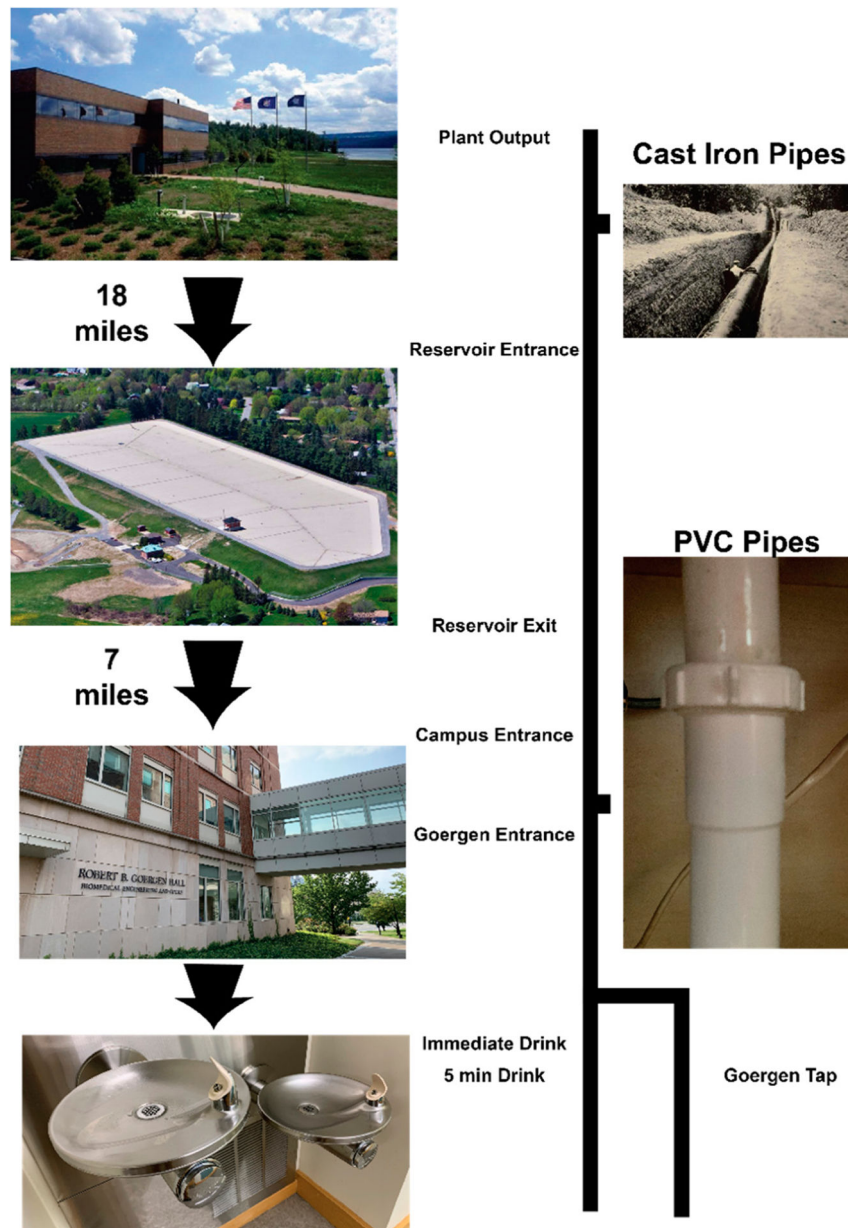 Plant Output
Cast Iron Pipes
18
miles
Reservoir Entrance
PVC Pipes
Reservoir Exit
7
miles
Campus Entrance
Goergen Entrance
ROBERT B. GOERGEN HALL
Immediate Drink
5 min Drink
Goergen Tap